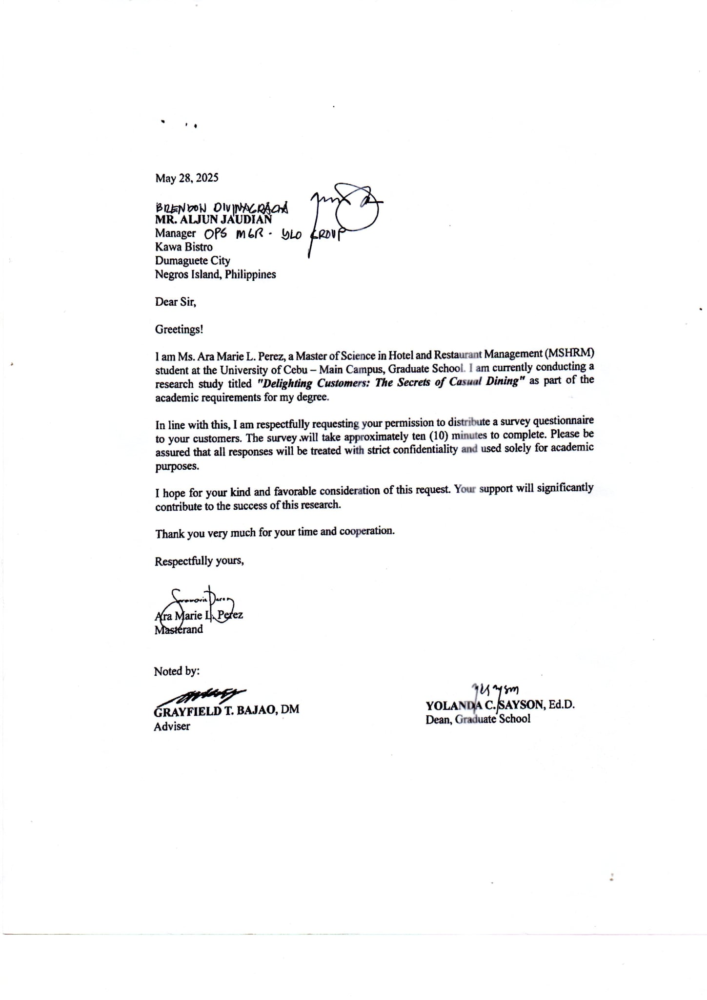 May 28, 2025
BRENDON DIVINAGRACIA
MR. ALJUN JAUDIAN
Manager OPS MGR - YLO GROUP
Kawa Bistro
Dumaguete City
Negros Island, Philippines
Dear Sir,
Greetings!
I am Ms. Ara Marie L. Perez, a Master of Science in Hotel and Restaurant Management (MSHRM)
student at the University of Cebu – Main Campus, Graduate School. I am currently conducting a
research study titled "Delighting Customers: The Secrets of Casual Dining" as part of the
academic requirements for my degree.
In line with this, I am respectfully requesting your permission to distribute a survey questionnaire
to your customers. The survey will take approximately ten (10) minutes to complete. Please be
assured that all responses will be treated with strict confidentiality and used solely for academic
purposes.
I hope for your kind and favorable consideration of this request. Your support will significantly
contribute to the success of this research.
Thank you very much for your time and cooperation.
Respectfully yours,
Ara Marie L. Perez
Masterand
Noted by:
GRAYFIELD T. BAJAO, DM
Adviser
YOLANDA C. SAYSON, Ed.D.
Dean, Graduate School